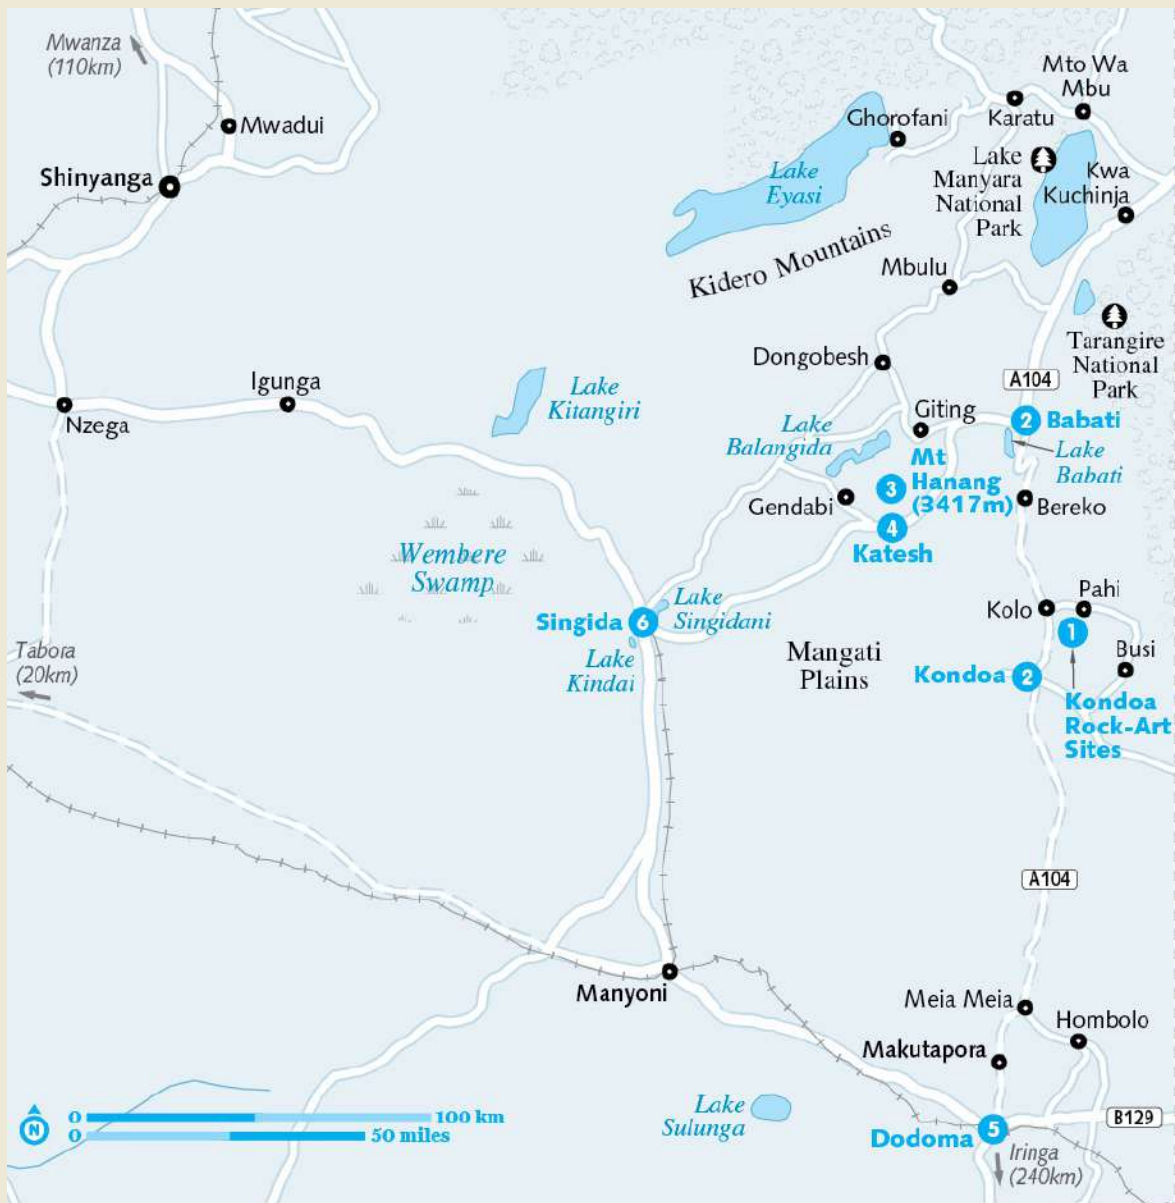 Mwanza
(110km)
Mwadui
Shinyanga
Mto Wa
Mbu
Karatu
Ghorofani
Lake
Manyara
National
Park
Kwa
Kuchinja
Lake
Eyasi
Kidero Mountains
Mbulu
Tarangire
National
Park
Dongobesh
A104
Igunga
Nzega
Lake
Kitangiri
Giting
2 Babati
Lake
Balangida
Lake
Babati
Mt
Hanang
(3417m)
3
Gendabi
Bereko
4
Katesh
Wembere
Swamp
Singida 6
Lake
Singidani
Lake
Kindai
Kolo
Pahi
1
Busi
Mangati
Plains
Kondoa 2
Kondoa
Rock-Art
Sites
Tabora
(20km)
A104
Manyoni
Meia Meia
Hombolo
Makutapora
Lake
Sulunga
Dodoma 5
B129
Iringa
(240km)
N
0 100 km
0 50 miles